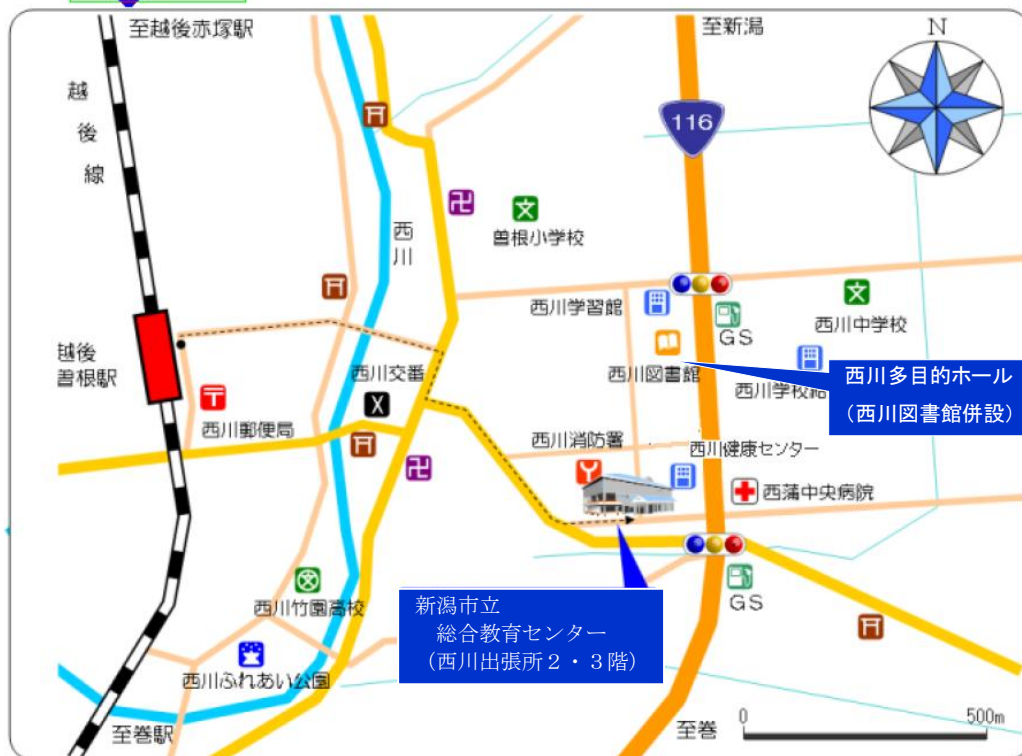 至越後赤塚駅
至新潟
N
越
後
線
116
西
川
曽根小学校
西川学習館
GS
西川中学校
越後
曽根駅
西川交番
X
西川図書館
西川学校給
西川多目的ホール
（西川図書館併設）
西川郵便局
西川消防署
西川健康センター
西蒲中央病院
西川竹園高校
新潟市立
総合教育センター
（西川出張所２・３階）
GS
西川ふれあい公園
至巻駅
至巻
0
500m